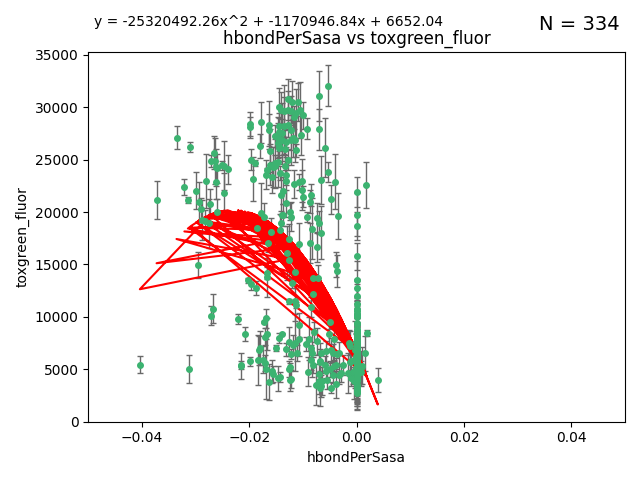 y = -25320492.26x^2 + -1170946.84x + 6652.04
N = 334
hbondPerSasa vs toxgreen_fluor
35000
30000
25000
20000
15000
10000
5000
0
toxgreen_fluor
−0.04 −0.02 0.00 0.02 0.04
hbondPerSasa